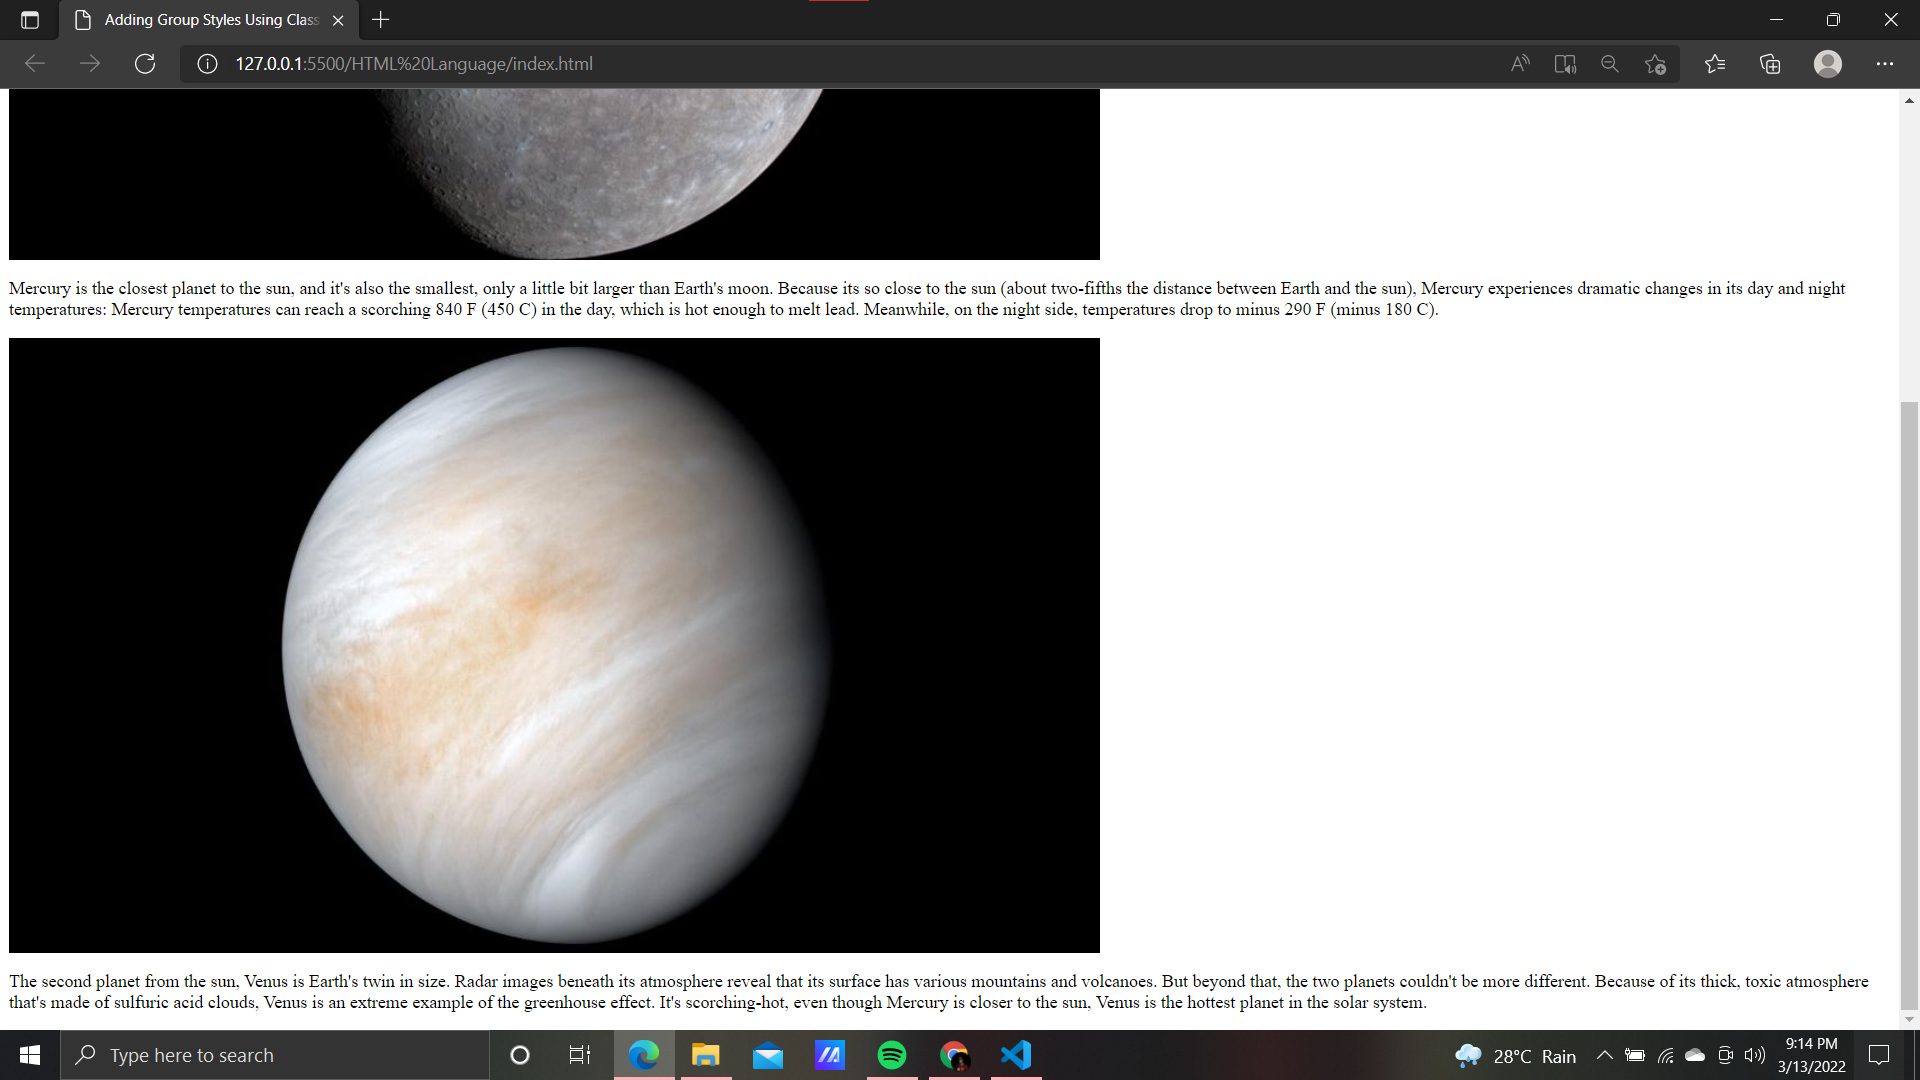 Adding Group Styles Using Class
127.0.0.1:5500/HTML%20Language/index.html
Mercury is the closest planet to the sun, and it's also the smallest, only a little bit larger than Earth's moon. Because its so close to the sun (about two-fifths the distance between Earth and the sun), Mercury experiences dramatic changes in its day and night
temperatures: Mercury temperatures can reach a scorching 840 F (450 C) in the day, which is hot enough to melt lead. Meanwhile, on the night side, temperatures drop to minus 290 F (minus 180 C).
The second planet from the sun, Venus is Earth's twin in size. Radar images beneath its atmosphere reveal that its surface has various mountains and volcanoes. But beyond that, the two planets couldn't be more different. Because of its thick, toxic atmosphere
that's made of sulfuric acid clouds, Venus is an extreme example of the greenhouse effect. It's scorching-hot, even though Mercury is closer to the sun, Venus is the hottest planet in the solar system.
Type here to search
28°C Rain
9:14 PM
3/13/2022